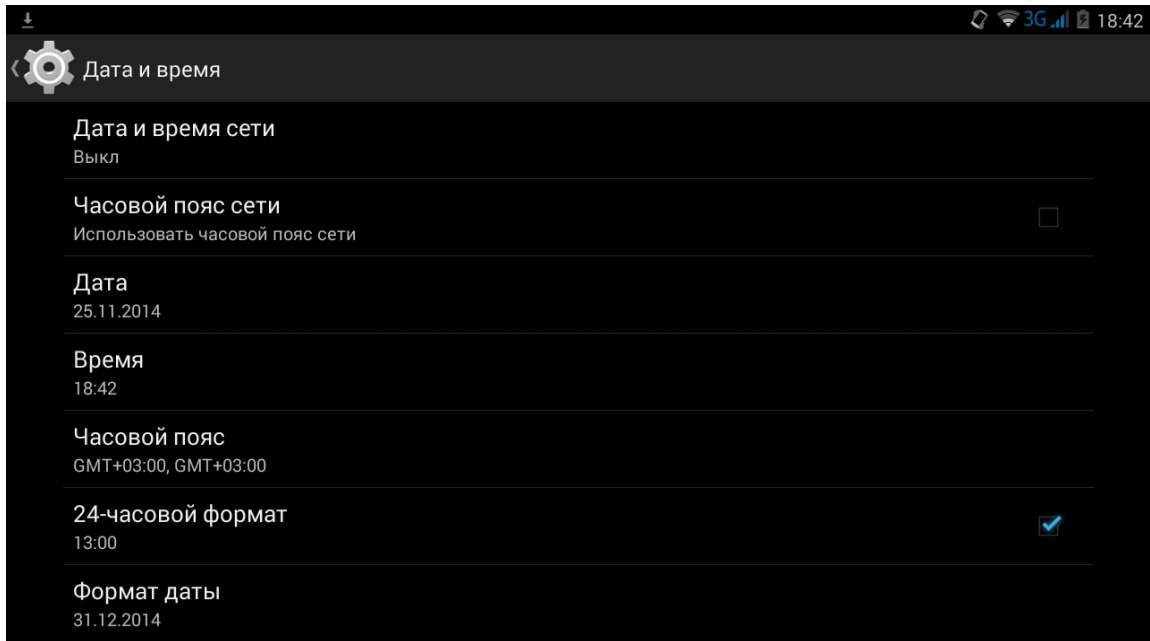 3G 18:42
Дата и время
Дата и время сети
Выкл
Часовой пояс сети
Использовать часовой пояс сети
Дата
25.11.2014
Время
18:42
Часовой пояс
GMT+03:00, GMT+03:00
24-часовой формат
13:00
Формат даты
31.12.2014